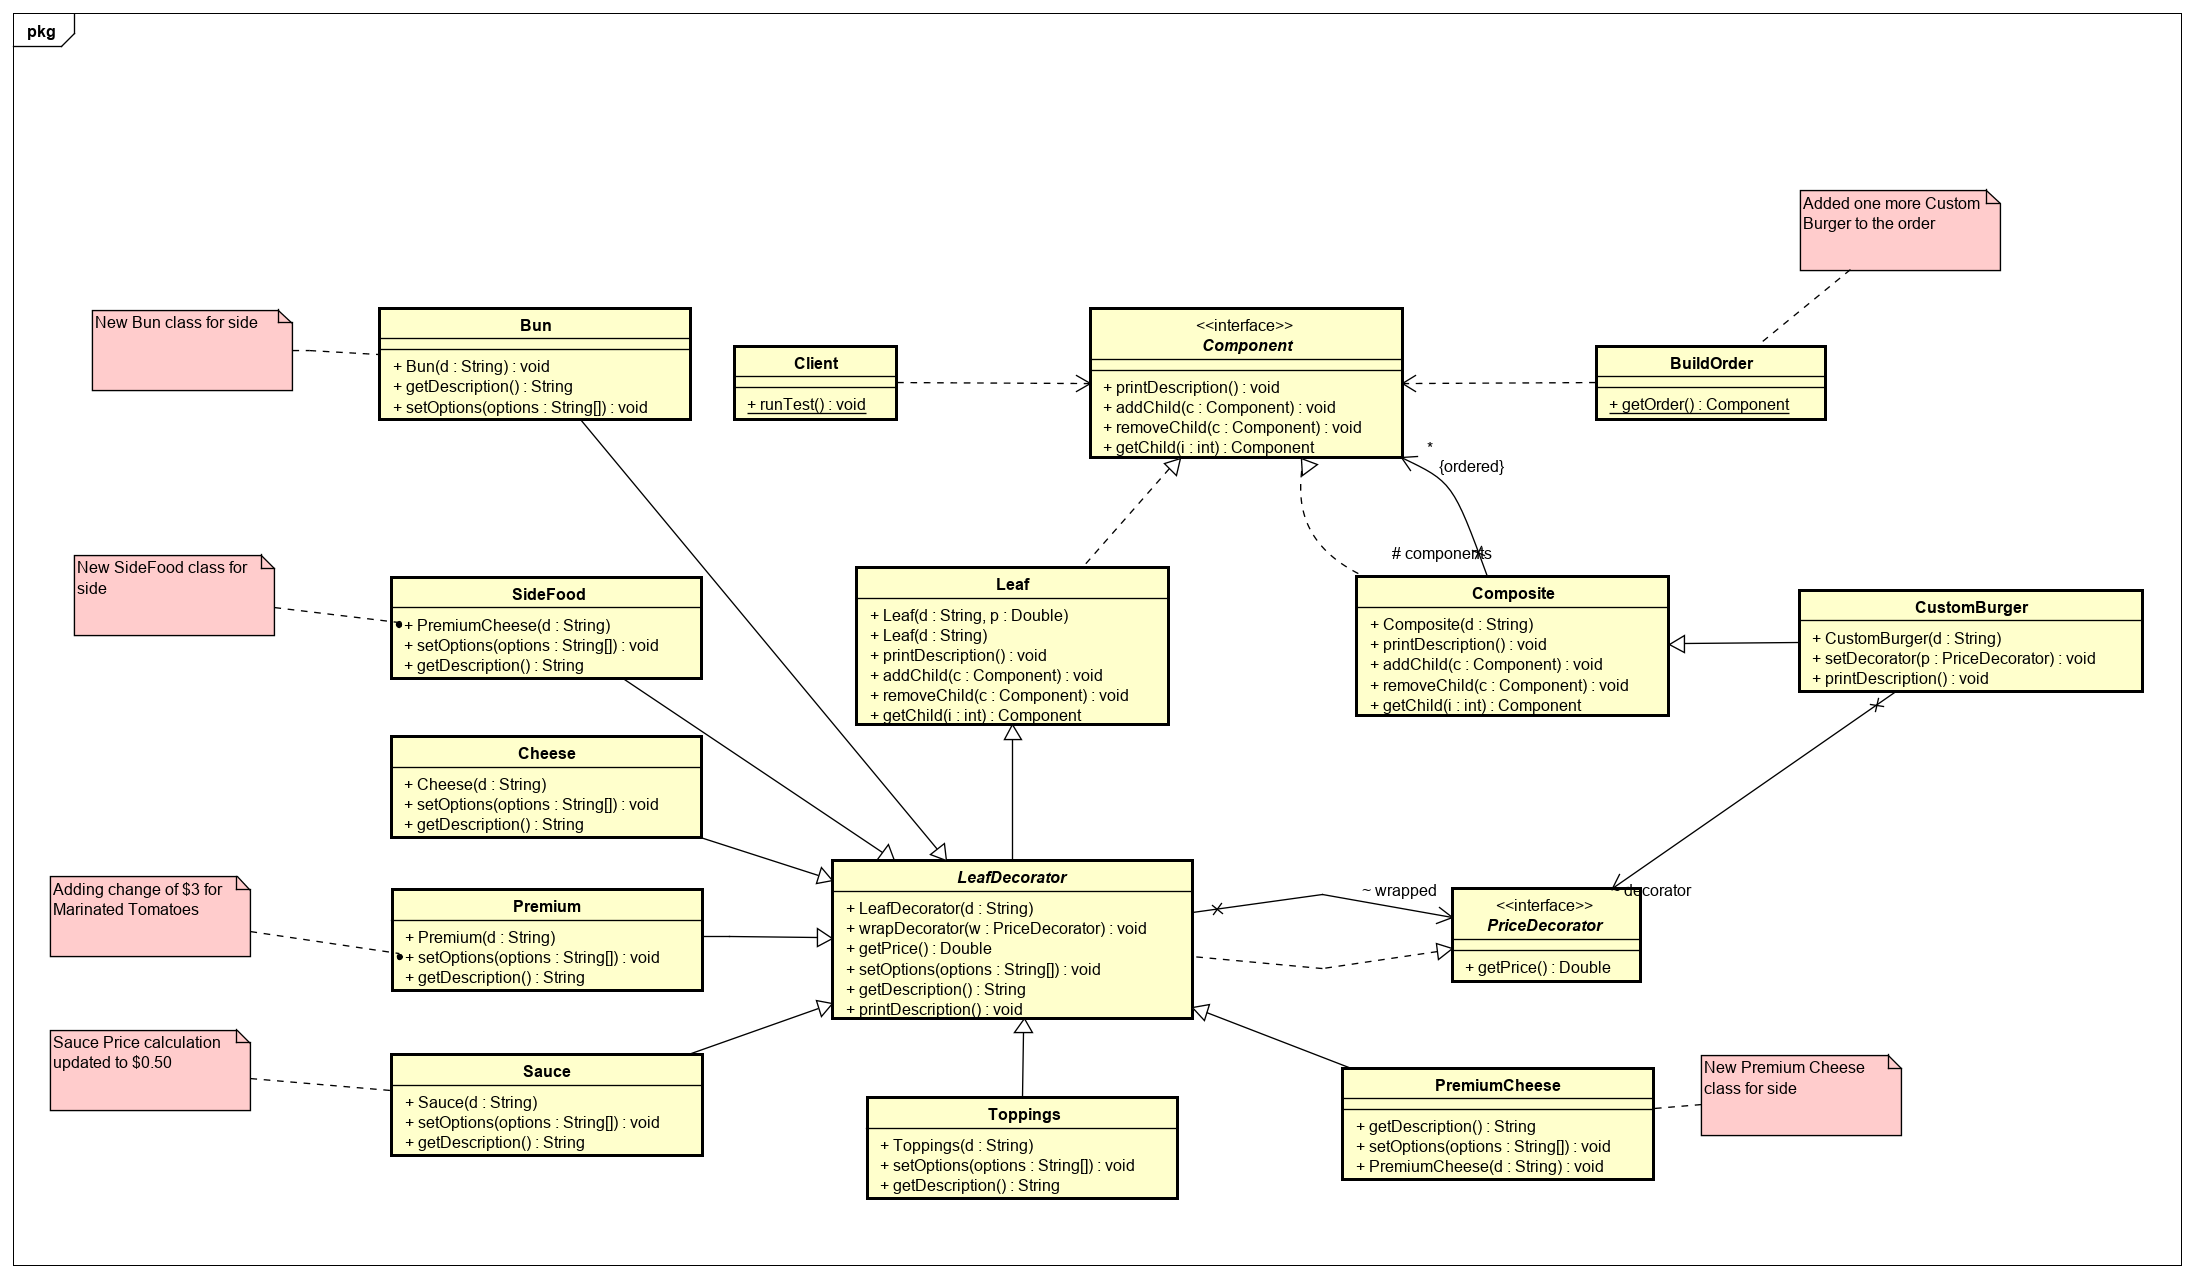 pkg
Added one more Custom
Burger to the order
New Bun class for side
Bun
+ Bun(d : String) : void
+ getDescription() : String
+ setOptions(options : String[]) : void
Client
+ runTest() : void
<<interface>>
Component
+ printDescription() : void
+ addChild(c : Component) : void
+ removeChild(c : Component) : void
+ getChild(i : int) : Component
BuildOrder
+ getOrder() : Component
*
{ordered}
# components
New SideFood class for
side
SideFood
+ PremiumCheese(d : String)
+ setOptions(options : String[]) : void
+ getDescription() : String
Leaf
+ Leaf(d : String, p : Double)
+ Leaf(d : String)
+ printDescription() : void
+ addChild(c : Component) : void
+ removeChild(c : Component) : void
+ getChild(i : int) : Component
Composite
+ Composite(d : String)
+ printDescription() : void
+ addChild(c : Component) : void
+ removeChild(c : Component) : void
+ getChild(i : int) : Component
CustomBurger
+ CustomBurger(d : String)
+ setDecorator(p : PriceDecorator) : void
+ printDescription() : void
Cheese
+ Cheese(d : String)
+ setOptions(options : String[]) : void
+ getDescription() : String
Adding change of $3 for
Marinated Tomatoes
Premium
+ Premium(d : String)
+ setOptions(options : String[]) : void
+ getDescription() : String
LeafDecorator
+ LeafDecorator(d : String)
+ wrapDecorator(w : PriceDecorator) : void
+ getPrice() : Double
+ setOptions(options : String[]) : void
+ getDescription() : String
+ printDescription() : void
~ wrapped
~ decorator
<<interface>>
PriceDecorator
+ getPrice() : Double
Sauce Price calculation
updated to $0.50
Sauce
+ Sauce(d : String)
+ setOptions(options : String[]) : void
+ getDescription() : String
Toppings
+ Toppings(d : String)
+ setOptions(options : String[]) : void
+ getDescription() : String
PremiumCheese
+ getDescription() : String
+ setOptions(options : String[]) : void
+ PremiumCheese(d : String) : void
New Premium Cheese
class for side